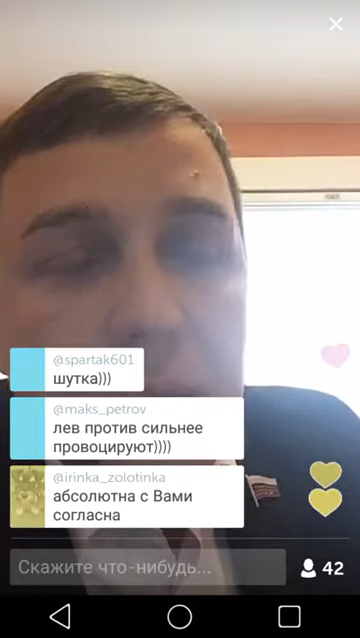 @spartak601
шутка)))
@maks_petrov
лев против сильнее
провоцируют))))
@irinka_zolotinka
абсолютна с Вами
согласна
Скажите что-нибудь...
42